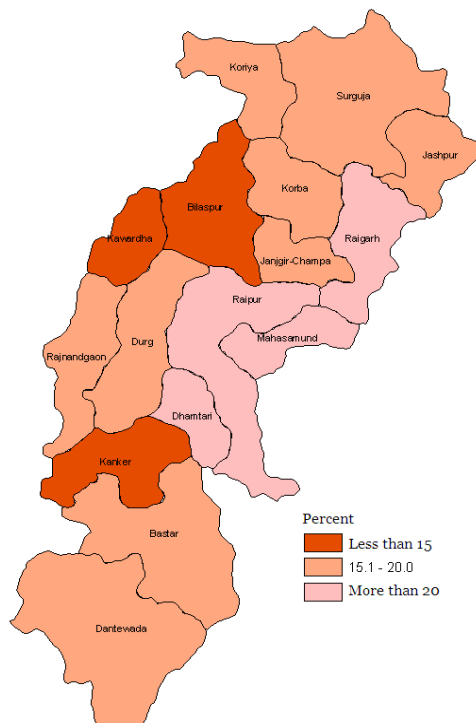 Koriya
Surguja
Jashpur
Korba
Bilaspur
Raigarh
Kawardha
Janjgir-Champa
Raipur
Mahasamund
Durg
Rajnandgaon
Dhamtari
Kanker
Bastar
Dantewada
Percent
Less than 15
15.1 - 20.0
More than 20